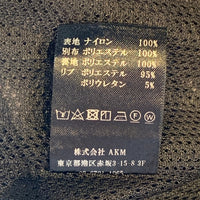 表地 ナイロン 100%
別布 ポリエステル 100%
裏地 ポリエステル 100%
リブ ポリエステル 95%
ポリウレタン 5%
株式会社 AKM
東京都港区赤坂3-15-8 3F